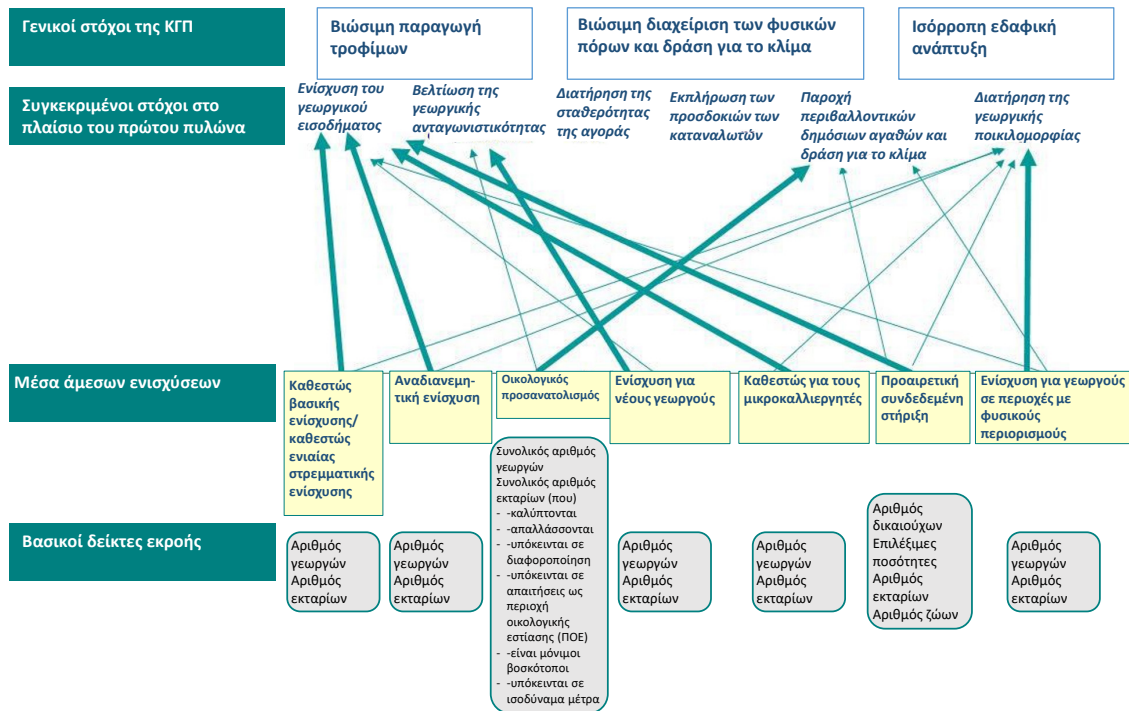 Γενικοί στόχοι της ΚΓΠ
Βιώσιμη παραγωγή
τροφίμων
Βιώσιμη διαχείριση των φυσικών
πόρων και δράση για το κλίμα
Ισόρροπη εδαφική
ανάπτυξη
Συγκεκριμένοι στόχοι στο
πλαίσιο του πρώτου πυλώνα
Ενίσχυση του
γεωργικού
εισοδήματος
Βελτίωση της
γεωργικής
ανταγωνιστικότητας
Διατήρηση της
σταθερότητας
της αγοράς
Εκπλήρωση των
προσδοκιών των
καταναλωτών
Παροχή
περιβαλλοντικών
δημόσιων αγαθών και
δράση για το κλίμα
Διατήρηση της
γεωργικής
ποικιλομορφίας
Μέσα άμεσων ενισχύσεων
Καθεστώς
βασικής
ενίσχυσης/
καθεστώς
ενιαίας
στρεμματικής
ενίσχυσης
Αναδιανεμη-
τική ενίσχυση
Οικολογικός
προσανατολισμός
Ενίσχυση για
νέους γεωργούς
Καθεστώς για τους
μικροκαλλιεργητές
Προαιρετική
συνδεδεμένη
στήριξη
Ενίσχυση για γεωργούς
σε περιοχές με
φυσικούς
περιορισμούς
Βασικοί δείκτες εκροής
Αριθμός
γεωργών
Αριθμός
εκταρίων
Αριθμός
γεωργών
Αριθμός
εκταρίων
Συνολικός αριθμός
γεωργών
Συνολικός αριθμός
εκταρίων (που)
- -καλύπτονται
- -απαλλάσσονται
- -υπόκεινται σε
διαφοροποίηση
- -υπόκεινται σε
απαιτήσεις ως
περιοχή
οικολογικής
εστίασης (ΠΟΕ)
- -είναι μόνιμοι
βοσκότοποι
- -υπόκεινται σε
ισοδύναμα μέτρα
Αριθμός
γεωργών
Αριθμός
εκταρίων
Αριθμός
γεωργών
Αριθμός
εκταρίων
Αριθμός
δικαιούχων
Επιλέξιμες
ποσότητες
Αριθμός
εκταρίων
Αριθμός ζώων
Αριθμός
γεωργών
Αριθμός
εκταρίων